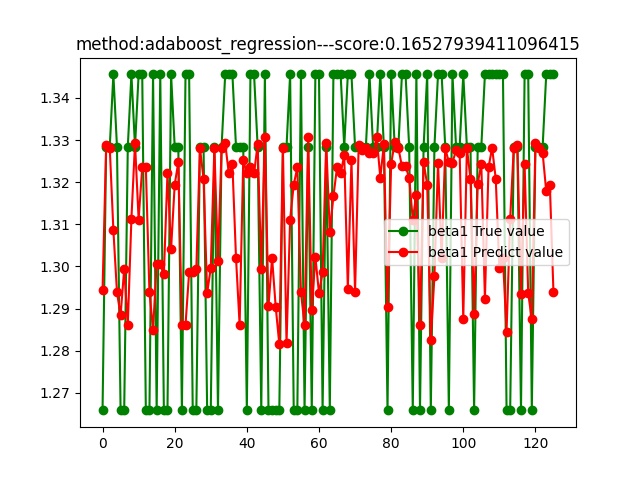 method:adaboost_regression---score:0.16527939411096415
1.34
1.33
1.32
1.31
1.30
1.29
1.28
1.27
beta1 True value
beta1 Predict value
0 20 40 60 80 100 120